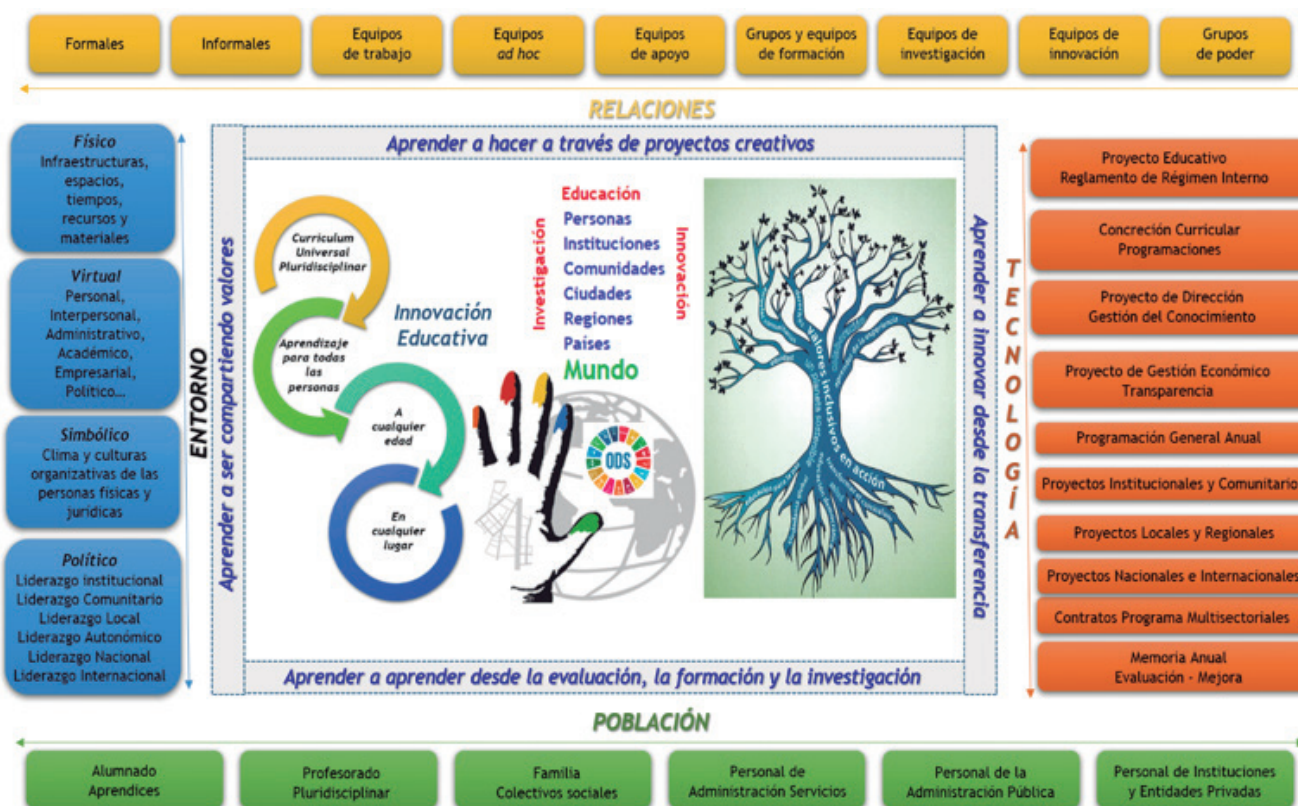 Formales
Informales
Equipos
de trabajo
Equipos
ad hoc
Equipos
de apoyo
Grupos y equipos
de formación
Equipos de
investigación
Equipos de
innovación
Grupos
de poder
RELACIONES
Físico
Infraestructuras,
espacios,
tiempos,
recursos y
materiales
Virtual
Personal,
Interpersonal,
Administrativo,
Académico,
Empresarial,
Político...
Simbólico
Clima y culturas
organizativas de las
personas físicas y
jurídicas
Político
Liderazgo institucional
Liderazgo Comunitario
Liderazgo Local
Liderazgo Autonómico
Liderazgo Nacional
Liderazgo Internacional
ENTORNO
Aprender a ser compartiendo valores
Aprender a hacer a través de proyectos creativos
Curriculum
Universal
Pluridisciplinar
Aprendizaje
para todas
las
personas
A
cualquier
edad
En
cualquier
lugar
Innovación
Educativa
Investigación
Educación
Personas
Instituciones
Comunidades
Ciudades
Regiones
Países
Mundo
Innovación
ODS
Valores inclusivos en acción
Aprender a innovar desde la transferencia
Aprender a aprender desde la evaluación, la formación y la investigación
TECNOLOGÍA
Proyecto Educativo
Reglamento de Régimen Interno
Concreción Curricular
Programaciones
Proyecto de Dirección
Gestión del Conocimiento
Proyecto de Gestión Económico
Transparencia
Programación General Anual
Proyectos Institucionales y Comunitario
Proyectos Locales y Regionales
Proyectos Nacionales e Internacionales
Contratos Programa Multisectoriales
Memoria Anual
Evaluación - Mejora
POBLACIÓN
Alumnado
Aprendices
Profesorado
Pluridisciplinar
Familia
Colectivos sociales
Personal de
Administración Servicios
Personal de la
Administración Pública
Personal de Instituciones
y Entidades Privadas